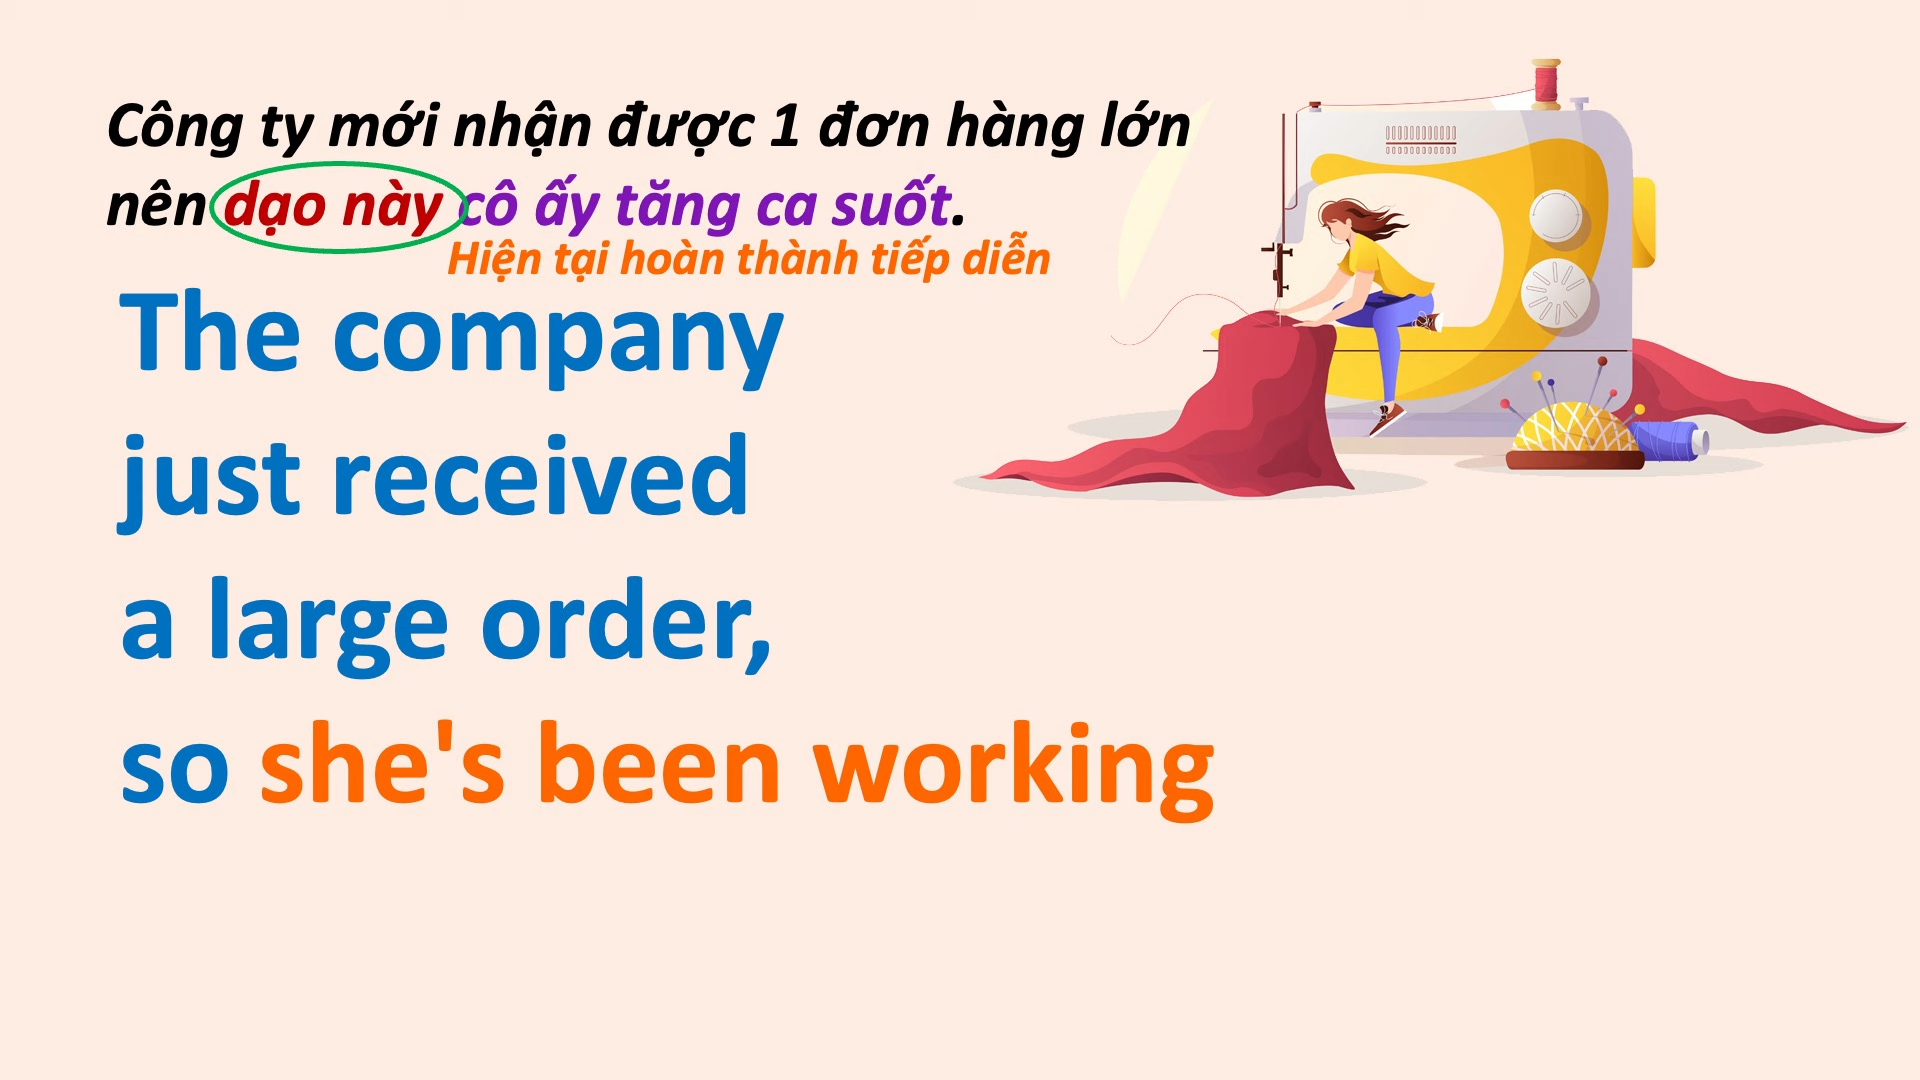 Công ty mới nhận được 1 đơn hàng lớn
nên dạo này cô ấy tăng ca suốt.
Hiện tại hoàn thành tiếp diễn
The company
just received
a large order,
so she's been working